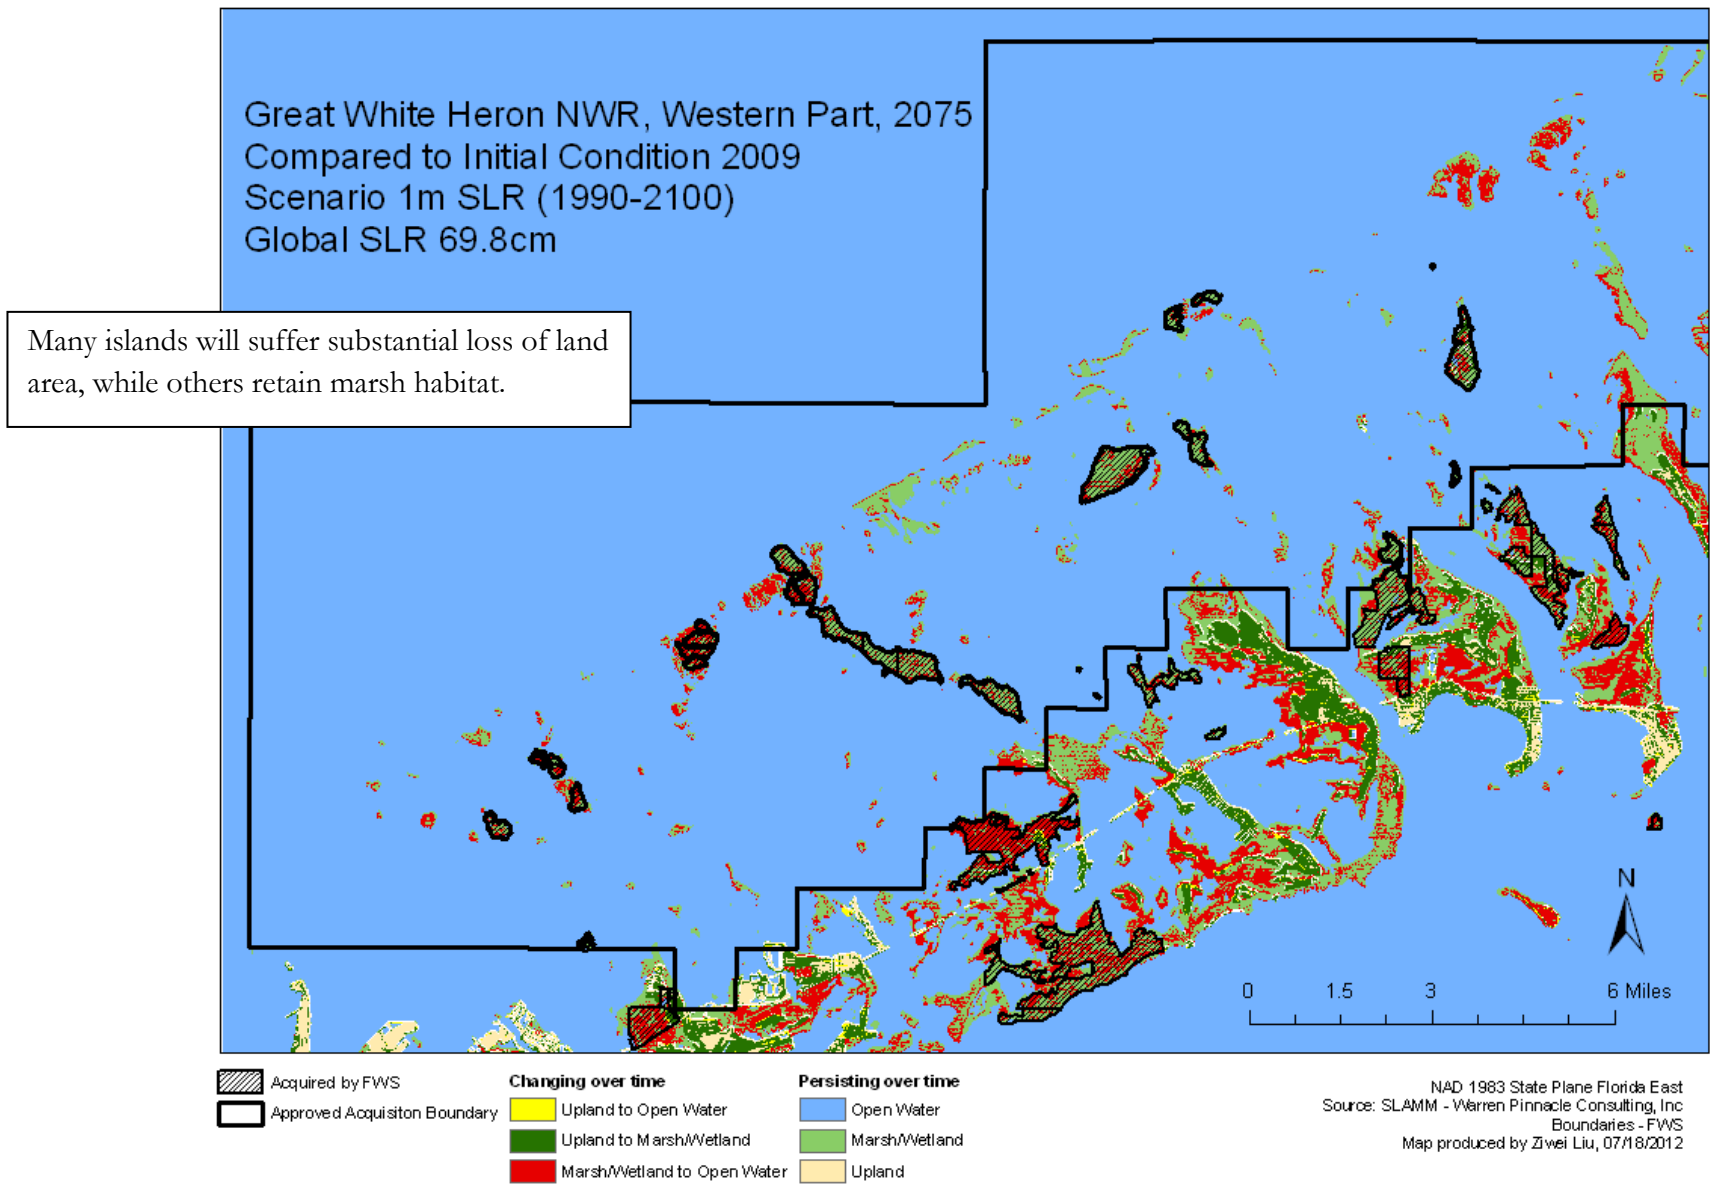 Great White Heron NWR, Western Part, 2075
Compared to Initial Condition 2009
Scenario 1m SLR (1990-2100)
Global SLR 69.8cm
Many islands will suffer substantial loss of land
area, while others retain marsh habitat.
N
0 1.5 3 6 Miles
Acquired by FWS
Approved Acquisiton Boundary
Changing over time
Upland to Open Water
Upland to Marsh/Wetland
Marsh/Wetland to Open Water
Persisting over time
Open Water
Marsh/Wetland
Upland
NAD 1983 State Plane Florida East
Source: SLAMM - Warren Pinnacle Consulting, Inc
Boundaries - FWS
Map produced by Ziwei Liu, 07/18/2012